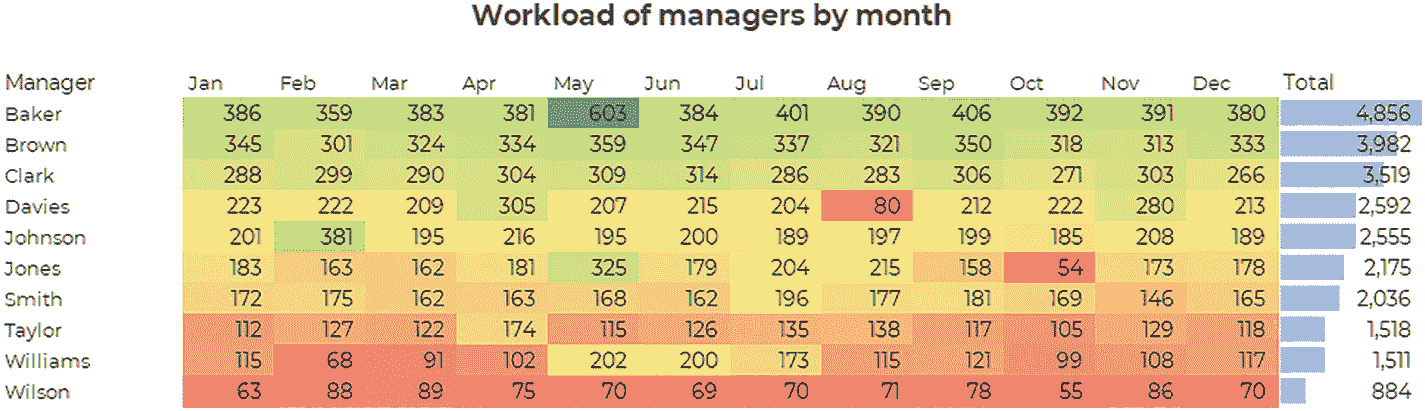 Workload of managers by month
Manager Jan Feb Mar Apr May Jun Jul Aug Sep Oct Nov Dec Total
Baker 386 359 383 381 603 384 401 390 406 392 391 380 4,856
Brown 345 301 324 334 359 347 337 321 350 318 313 333 3,982
Clark 288 299 290 304 309 314 286 283 306 271 303 266 3,519
Davies 223 222 209 305 207 215 204 80 212 222 280 213 2,592
Johnson 201 381 195 216 195 200 189 197 199 185 208 189 2,555
Jones 183 163 162 181 325 179 204 215 158 54 173 178 2,175
Smith 172 175 162 163 168 162 196 177 181 169 146 165 2,036
Taylor 112 127 122 174 115 126 135 138 117 105 129 118 1,518
Williams 115 68 91 102 202 200 173 115 121 99 108 117 1,511
Wilson 63 88 89 75 70 69 70 71 78 55 86 70 884